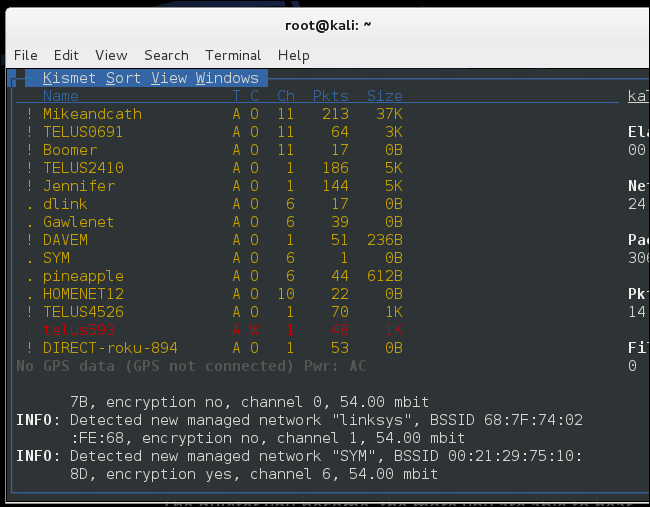 root@kali: ~
File Edit View Search Terminal Help
Kismet Sort View Windows
Name T C Ch Pkts Size
! Mikeandcath A O 11 213 37K
! TELUS0691 A O 11 64 3K
! Boomer A O 11 17 0B
! TELUS2410 A O 1 186 5K
! Jennifer A O 1 144 5K
. dlink A O 6 17 0B
. Gawlenet A O 6 39 0B
! DAVEM A O 1 51 236B
. SYM A O 6 1 0B
. pineapple A O 6 44 612B
. HOMENET12 A O 10 22 0B
! TELUS4526 A O 1 70 1K
! telus593 A W 1 48 1K
! DIRECT-roku-894 A O 1 53 0B
kal
Ela
00
Net
24
Pac
306
Pkt
14
Fil
0
No GPS data (GPS not connected) Pwr: AC
7B, encryption no, channel 0, 54.00 mbit
INFO: Detected new managed network "linksys", BSSID 68:7F:74:02
:FE:68, encryption no, channel 1, 54.00 mbit
INFO: Detected new managed network "SYM", BSSID 00:21:29:75:10:
8D, encryption yes, channel 6, 54.00 mbit